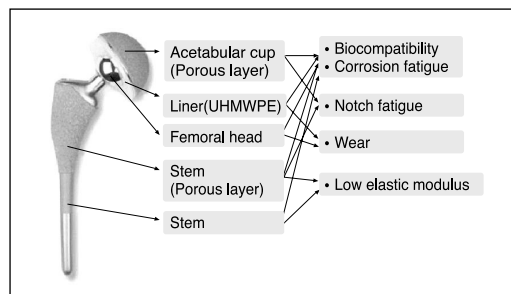 Acetabular cup
(Porous layer)
Liner(UHMWPE)
Femoral head
Stem
(Porous layer)
Stem
• Biocompatibility
• Corrosion fatigue
• Notch fatigue
• Wear
• Low elastic modulus